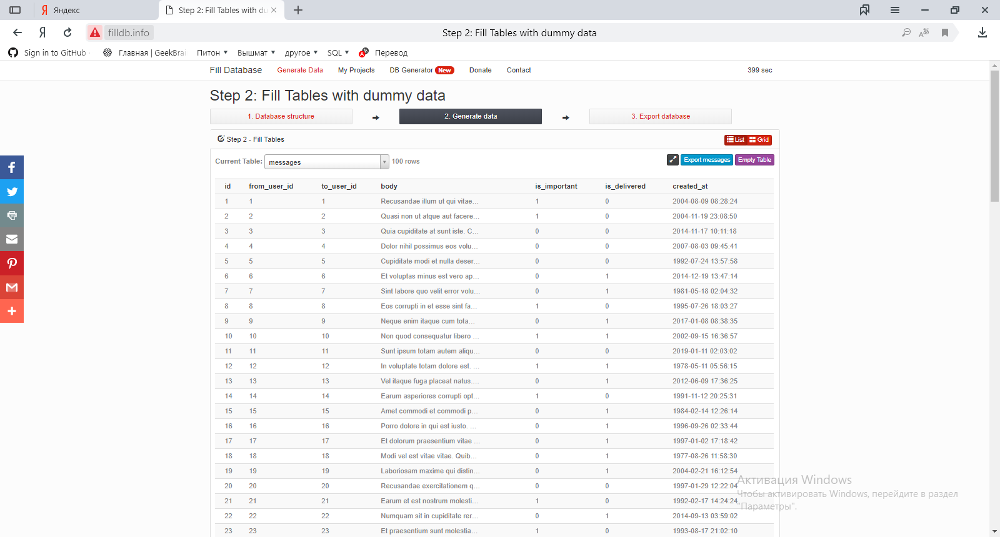 Яндекс
Step 2: Fill Tables with du
filldb.info
Step 2: Fill Tables with dummy data
Sign in to GitHub
Главная | GeekBrai
Питон
Вышмат
другое
SQL
Перевод
Fill Database
Generate Data
My Projects
DB Generator New
Donate
Contact
399 sec
Step 2: Fill Tables with dummy data
1. Database structure
2. Generate data
3. Export database
Step 2 - Fill Tables
List
Grid
Current Table: messages 100 rows
Export messages
Empty Table
id from_user_id to_user_id body is_important is_delivered created_at
1 1 1 Recusandae illum ut qui vitae... 1 0 2004-08-09 08:28:24
2 2 2 Quasi non ut atque aut facere... 1 0 2004-11-19 23:08:50
3 3 3 Quia cupiditate at sunt iste. C... 0 0 2014-11-17 10:11:18
4 4 4 Dolor nihil possimus eos volu... 0 0 2007-08-03 09:45:41
5 5 5 Cupiditate modi et nulla deser... 0 0 1992-07-24 13:57:58
6 6 6 Et voluptas minus est vero ap... 0 1 2014-12-19 13:47:14
7 7 7 Sint labore quo velit error volu... 0 1 1981-05-18 02:04:32
8 8 8 Eos corrupti in et esse sint fa... 1 0 1995-07-26 18:03:27
9 9 9 Neque enim itaque cum tota... 0 1 2017-01-08 08:38:35
10 10 10 Non quod consequatur libero ... 1 1 2002-09-15 16:36:57
11 11 11 Sunt ipsum totam autem aliqu... 0 0 2019-01-11 02:03:02
12 12 12 In voluptate totam dolore est. ... 1 1 1978-05-11 05:56:15
13 13 13 Vel itaque fuga placeat natus.... 0 1 2012-06-09 17:36:25
14 14 14 Earum asperiores corrupti opt... 1 0 1991-11-12 20:25:31
15 15 15 Amet commodi et commodi p... 0 1 1984-02-14 12:26:14
16 16 16 Porro dolore in qui est iusto. ... 0 1 1996-09-26 02:33:44
17 17 17 Et dolorum praesentium vitae ... 0 1 1997-01-02 17:18:42
18 18 18 Modi vel est vitae vitae. Quib... 0 1 1977-08-26 11:58:30
19 19 19 Laboriosam maxime qui distin... 0 1 2004-02-21 16:12:54
20 20 20 Recusandae exercitationem q... 0 0 1997-01-29 12:22:04
21 21 21 Earum et est nostrum molesti... 1 0 1992-02-17 14:24:24
22 22 22 Numquam sit in cupiditate rer... 0 1 2014-09-13 03:59:02
23 23 23 Et praesentium sunt molestia... 1 0 1993-08-17 21:02:10
Активация Windows
Чтобы активировать Windows, перейдите в раздел
"Параметры".